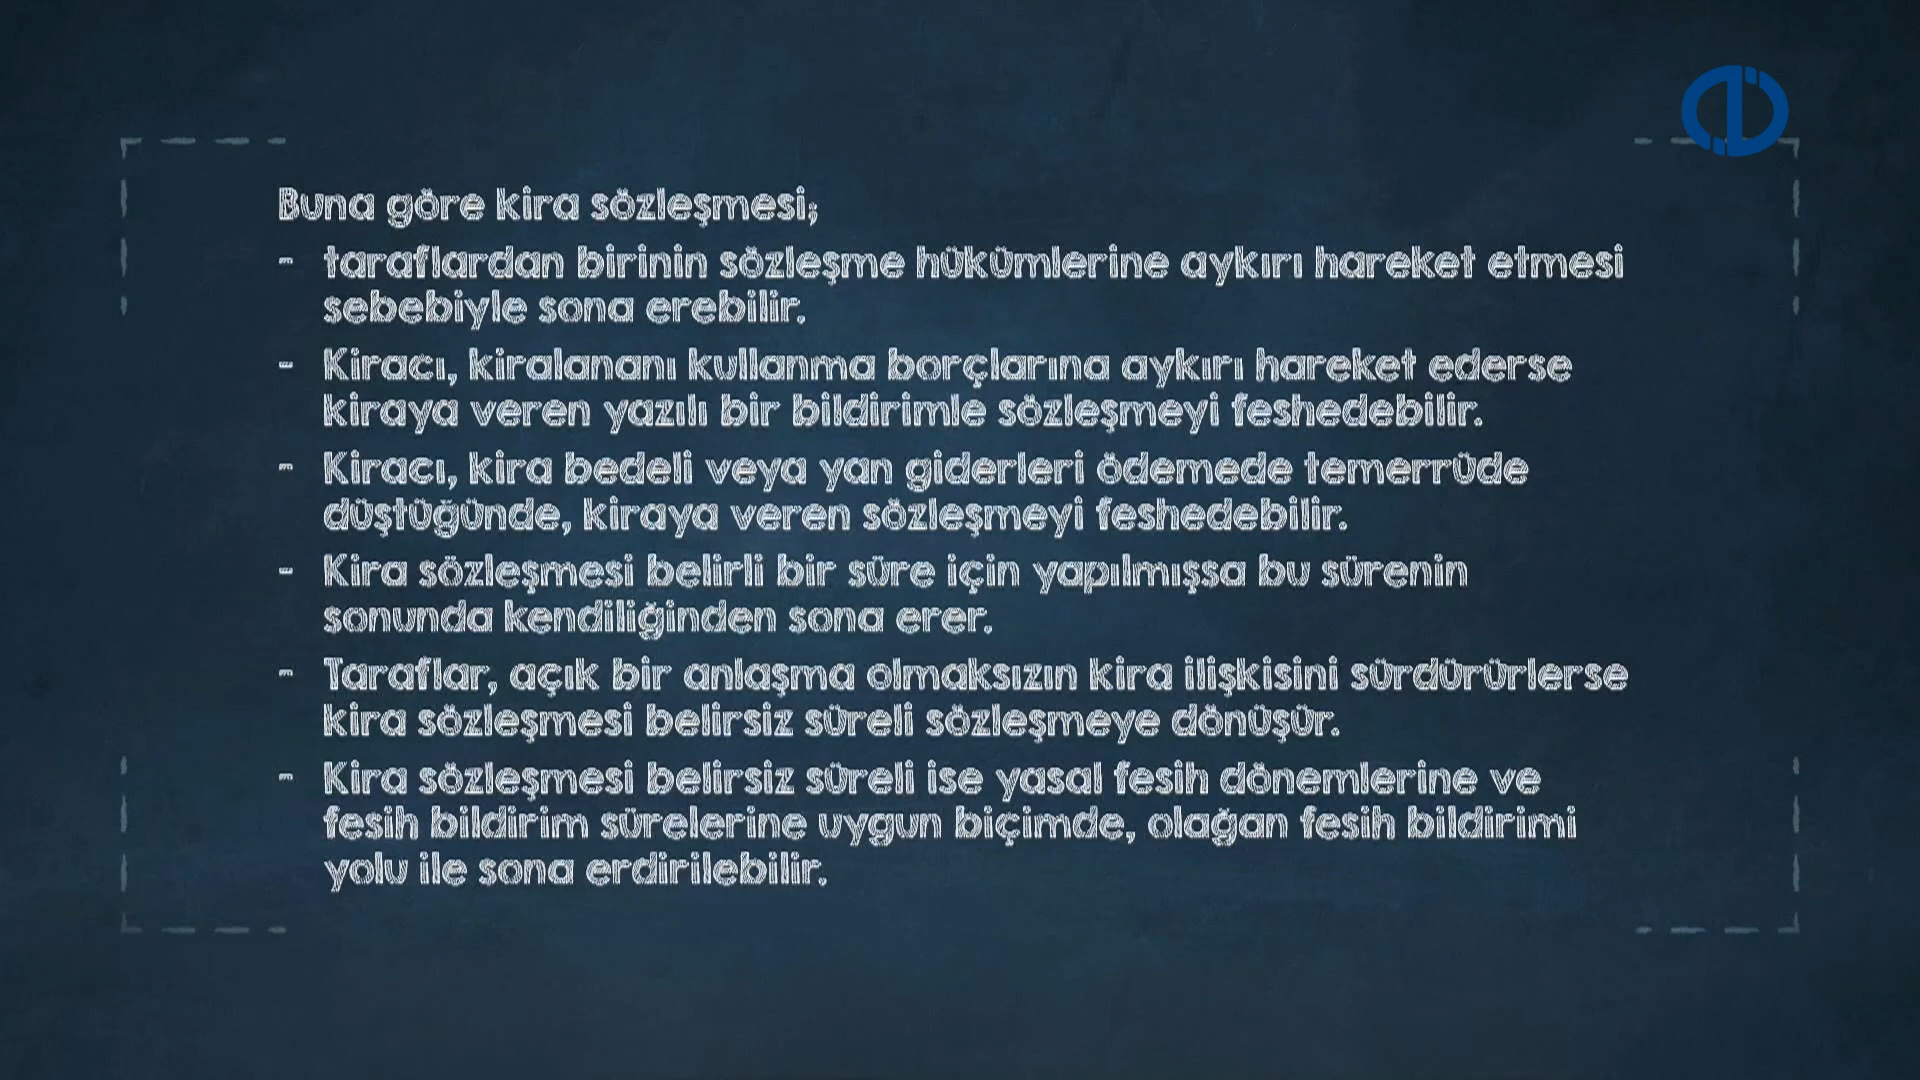 Buna göre kira sözleşmesi;
- taraflardan birinin sözleşme hükümlerine aykırı hareket etmesi
sebebiyle sona erebilir.
- Kiracı, kiralananı kullanma borçlarına aykırı hareket ederse
kiraya veren yazılı bir bildirimle sözleşmeyi feshedebilir.
- Kiracı, kira bedeli veya yan giderleri ödemede temerrüde
düştüğünde, kiraya veren sözleşmeyi feshedebilir.
- Kira sözleşmesi belirli bir süre için yapılmışsa bu sürenin
sonunda kendiliğinden sona erer.
- Taraflar, açık bir anlaşma olmaksızın kira ilişkisini sürdürürlerse
kira sözleşmesi belirsiz süreli sözleşmeye dönüşür.
- Kira sözleşmesi belirsiz süreli ise yasal fesih dönemlerine ve
fesih bildirim sürelerine uygun biçimde, olağan fesih bildirimi
yolu ile sona erdirilebilir.